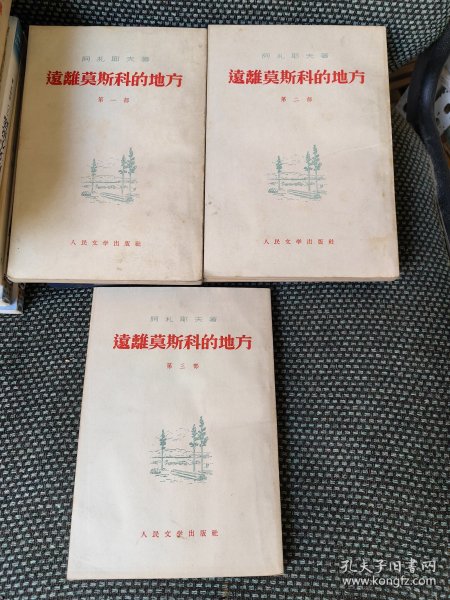 阿札耶夫著
遠離莫斯科的地方
第一部
人民文学出版社
阿札耶夫著
遠離莫斯科的地方
第二部
人民文学出版社
阿札耶夫著
遠離莫斯科的地方
第三部
人民文学出版社
孔夫子旧书网
www.kongfz.com